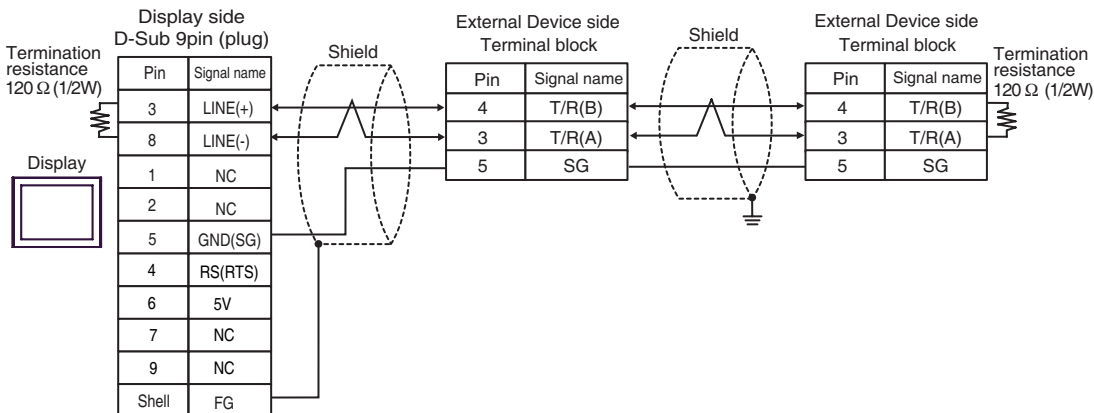 Display side
D-Sub 9pin (plug)
Termination
resistance
120 Ω (1/2W)
Shield
Pin Signal name
3 LINE(+)
8 LINE(-)
1 NC
2 NC
5 GND(SG)
4 RS(RTS)
6 5V
7 NC
9 NC
Shell FG
Display
External Device side
Terminal block
Pin Signal name
4 T/R(B)
3 T/R(A)
5 SG
Shield
External Device side
Terminal block
Pin Signal name
4 T/R(B)
3 T/R(A)
5 SG
Termination
resistance
120 Ω (1/2W)